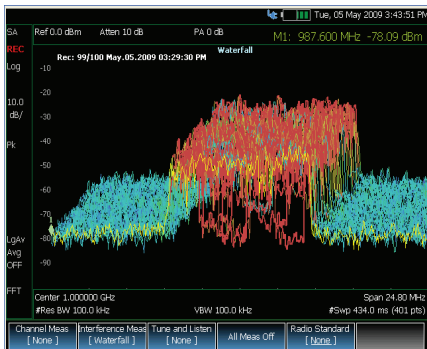 Tue, 05 May 2009 3:43:51 PM
SA
Ref 0.0 dBm Atten 10 dB PA 0 dB M1: 987.600 MHz -78.09 dBm
REC
Waterfall
Rec: 99/100 May.05.2009 03:29:30 PM
Log
-10
10.0
dB/
-20
-30
Pk
-40
-50
-60
-70
1
-80
LgAv
-90
Avg
OFF
FFT
Center 1.000000 GHz Span 24.80 MHz
#Res BW 100.0 kHz VBW 100.0 kHz #Swp 434.0 ms (401 pts)
Channel Meas Interference Meas Tune and Listen All Meas Off Radio Standard
[ None ] [ Waterfall ] [ None ] [ None ]